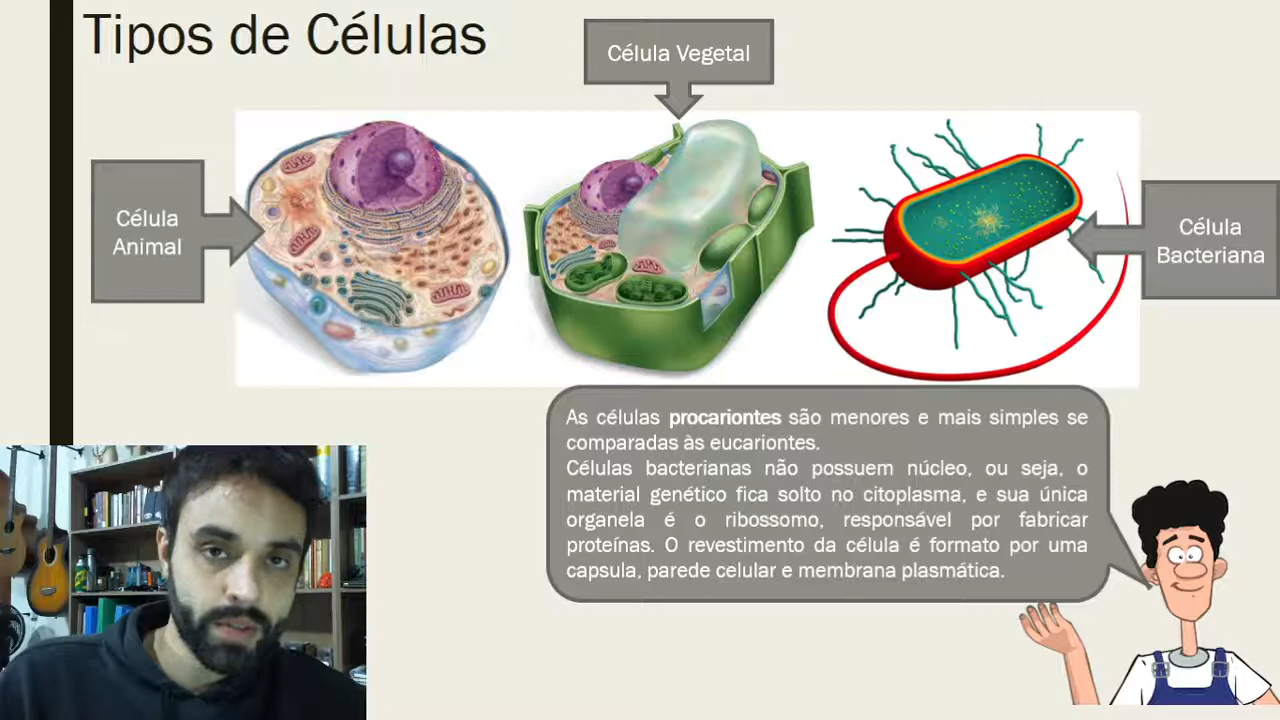 Tipos de Células
Célula Vegetal
Célula
Animal
Célula
Bacteriana
As células procariontes são menores e mais simples se
comparadas às eucariontes.
Células bacterianas não possuem núcleo, ou seja, o
material genético fica solto no citoplasma, e sua única
organela é o ribossomo, responsável por fabricar
proteínas. O revestimento da célula é formato por uma
capsula, parede celular e membrana plasmática.